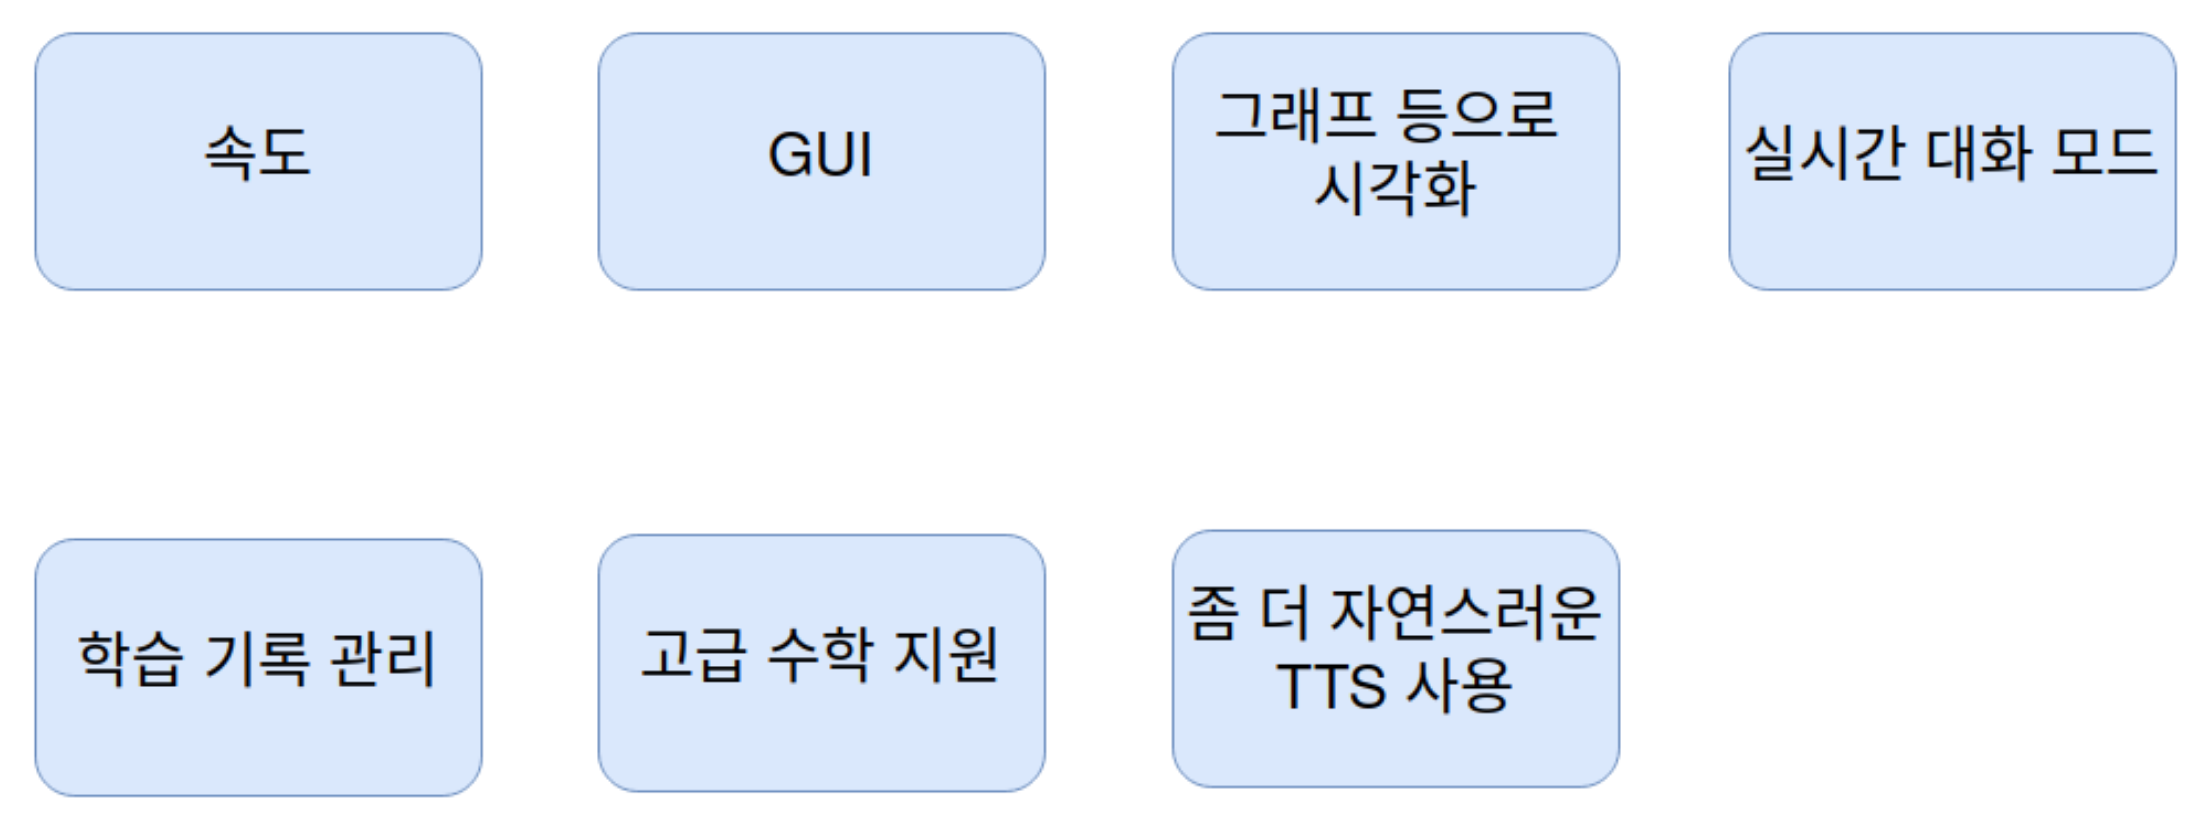 속도
GUI
그래프 등으로
시각화
실시간 대화 모드
학습 기록 관리
고급 수학 지원
좀 더 자연스러운
TTS 사용